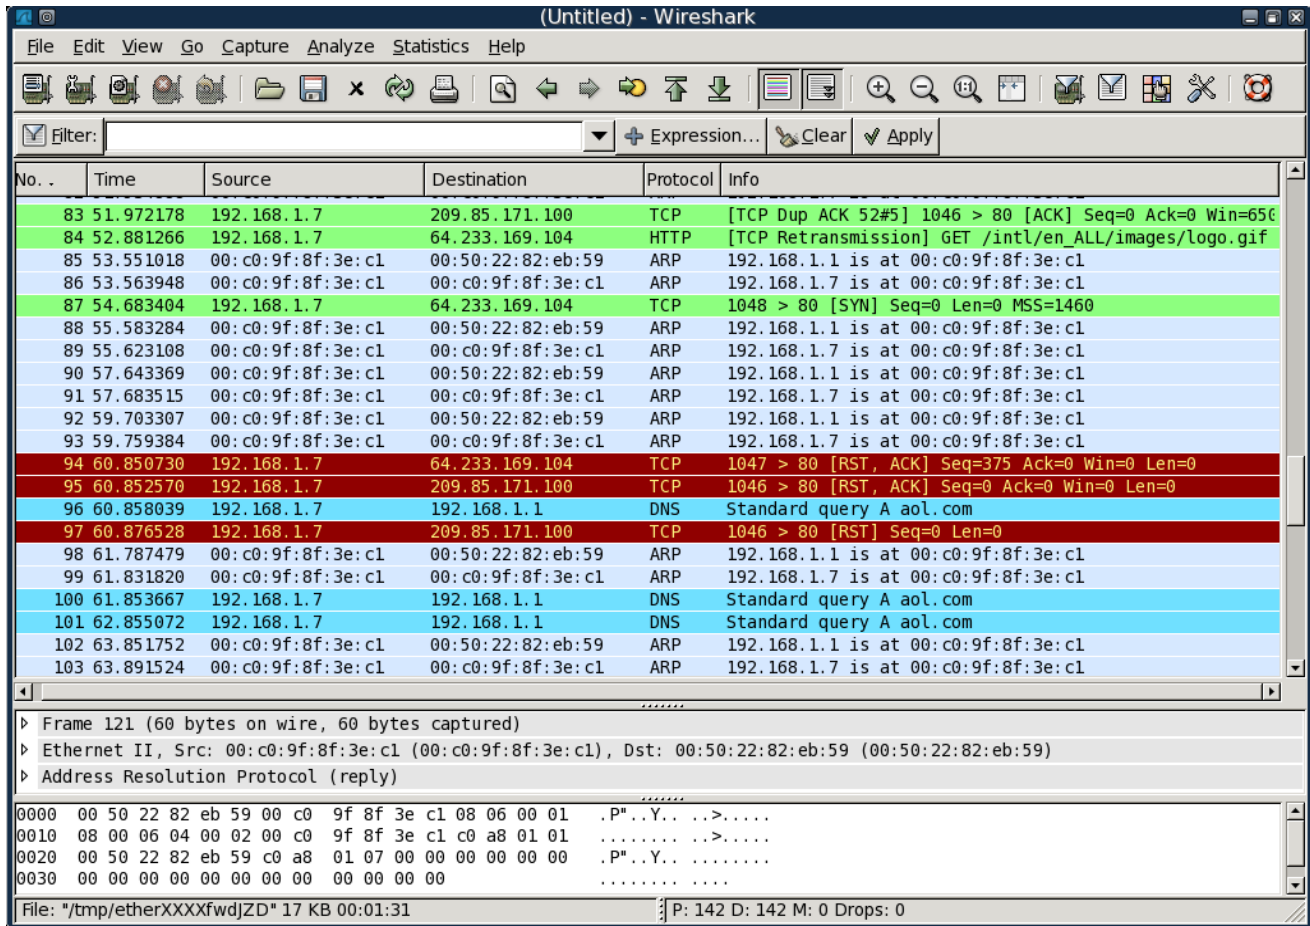 (Untitled) - Wireshark
File Edit View Go Capture Analyze Statistics Help
Filter: Expression... Clear Apply
No. . Time Source Destination Protocol Info
83 51.972178 192.168.1.7 209.85.171.100 TCP [TCP Dup ACK 52#5] 1046 > 80 [ACK] Seq=0 Ack=0 Win=650
84 52.881266 192.168.1.7 64.233.169.104 HTTP [TCP Retransmission] GET /intl/en_ALL/images/logo.gif
85 53.551018 00:c0:9f:8f:3e:c1 00:50:22:82:eb:59 ARP 192.168.1.1 is at 00:c0:9f:8f:3e:c1
86 53.563948 00:c0:9f:8f:3e:c1 00:c0:9f:8f:3e:c1 ARP 192.168.1.7 is at 00:c0:9f:8f:3e:c1
87 54.683404 192.168.1.7 64.233.169.104 TCP 1048 > 80 [SYN] Seq=0 Len=0 MSS=1460
88 55.583284 00:c0:9f:8f:3e:c1 00:50:22:82:eb:59 ARP 192.168.1.1 is at 00:c0:9f:8f:3e:c1
89 55.623108 00:c0:9f:8f:3e:c1 00:c0:9f:8f:3e:c1 ARP 192.168.1.7 is at 00:c0:9f:8f:3e:c1
90 57.643369 00:c0:9f:8f:3e:c1 00:50:22:82:eb:59 ARP 192.168.1.1 is at 00:c0:9f:8f:3e:c1
91 57.683515 00:c0:9f:8f:3e:c1 00:c0:9f:8f:3e:c1 ARP 192.168.1.7 is at 00:c0:9f:8f:3e:c1
92 59.703307 00:c0:9f:8f:3e:c1 00:50:22:82:eb:59 ARP 192.168.1.1 is at 00:c0:9f:8f:3e:c1
93 59.759384 00:c0:9f:8f:3e:c1 00:c0:9f:8f:3e:c1 ARP 192.168.1.7 is at 00:c0:9f:8f:3e:c1
94 60.850730 192.168.1.7 64.233.169.104 TCP 1047 > 80 [RST, ACK] Seq=375 Ack=0 Win=0 Len=0
95 60.852570 192.168.1.7 209.85.171.100 TCP 1046 > 80 [RST, ACK] Seq=0 Ack=0 Win=0 Len=0
96 60.858039 192.168.1.7 192.168.1.1 DNS Standard query A aol.com
97 60.876528 192.168.1.7 209.85.171.100 TCP 1046 > 80 [RST] Seq=0 Len=0
98 61.787479 00:c0:9f:8f:3e:c1 00:50:22:82:eb:59 ARP 192.168.1.1 is at 00:c0:9f:8f:3e:c1
99 61.831820 00:c0:9f:8f:3e:c1 00:c0:9f:8f:3e:c1 ARP 192.168.1.7 is at 00:c0:9f:8f:3e:c1
100 61.853667 192.168.1.7 192.168.1.1 DNS Standard query A aol.com
101 62.855072 192.168.1.7 192.168.1.1 DNS Standard query A aol.com
102 63.851752 00:c0:9f:8f:3e:c1 00:50:22:82:eb:59 ARP 192.168.1.1 is at 00:c0:9f:8f:3e:c1
103 63.891524 00:c0:9f:8f:3e:c1 00:c0:9f:8f:3e:c1 ARP 192.168.1.7 is at 00:c0:9f:8f:3e:c1
Frame 121 (60 bytes on wire, 60 bytes captured)
Ethernet II, Src: 00:c0:9f:8f:3e:c1 (00:c0:9f:8f:3e:c1), Dst: 00:50:22:82:eb:59 (00:50:22:82:eb:59)
Address Resolution Protocol (reply)
0000 00 50 22 82 eb 59 00 c0 9f 8f 3e c1 08 06 00 01 .P"..Y.. ..>.....
0010 08 00 06 04 00 02 00 c0 9f 8f 3e c1 c0 a8 01 01 ........ ..>.....
0020 00 50 22 82 eb 59 c0 a8 01 07 00 00 00 00 00 00 .P"..Y.. ........
0030 00 00 00 00 00 00 00 00 00 00 00 00 ........ ....
File: "/tmp/etherXXXXfwdJZD" 17 KB 00:01:31 P: 142 D: 142 M: 0 Drops: 0